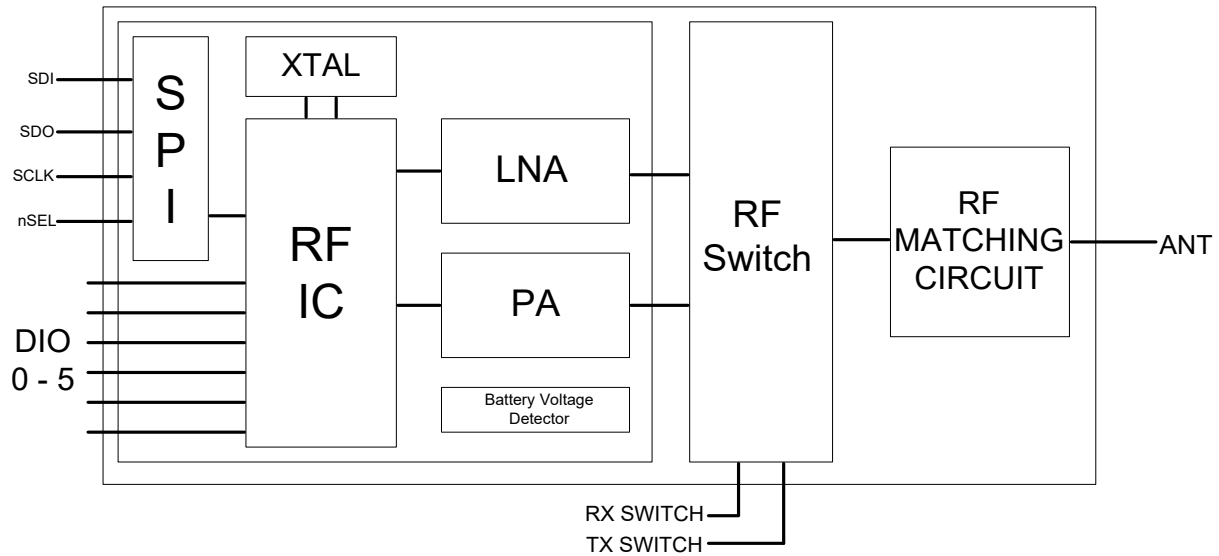 SDI
SDO
SCLK
nSEL
S
P
I
XTAL
RF
IC
LNA
PA
Battery Voltage
Detector
RF
Switch
RF
MATCHING
CIRCUIT
ANT
DIO
0 - 5
RX SWITCH
TX SWITCH